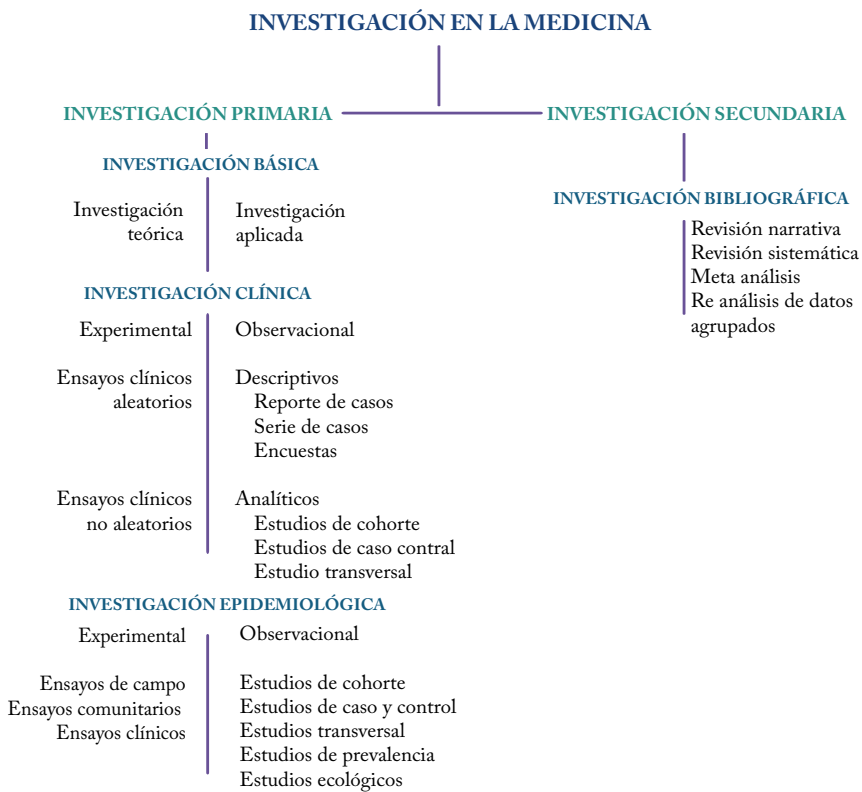 INVESTIGACIÓN EN LA MEDICINA
INVESTIGACIÓN PRIMARIA
INVESTIGACIÓN BÁSICA
Investigación
teórica
Investigación
aplicada
INVESTIGACIÓN CLÍNICA
Experimental
Ensayos clínicos
aleatorios
Ensayos clínicos
no aleatorios
Observacional
Descriptivos
Reporte de casos
Serie de casos
Encuestas
Analíticos
Estudios de cohorte
Estudios de caso contral
Estudio transversal
INVESTIGACIÓN EPIDEMIOLÓGICA
Experimental
Ensayos de campo
Ensayos comunitarios
Ensayos clínicos
Observacional
Estudios de cohorte
Estudios de caso y control
Estudios transversal
Estudios de prevalencia
Estudios ecológicos
INVESTIGACIÓN SECUNDARIA
INVESTIGACIÓN BIBLIOGRÁFICA
Revisión narrativa
Revisión sistemática
Meta análisis
Re análisis de datos
agrupados